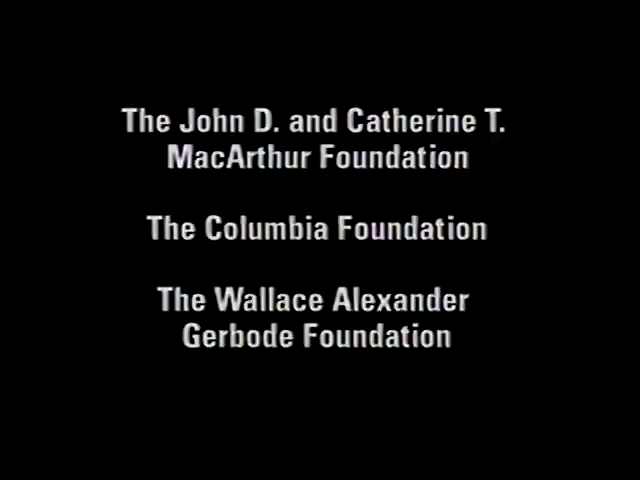 The John D. and Catherine T.
MacArthur Foundation
The Columbia Foundation
The Wallace Alexander
Gerbode Foundation